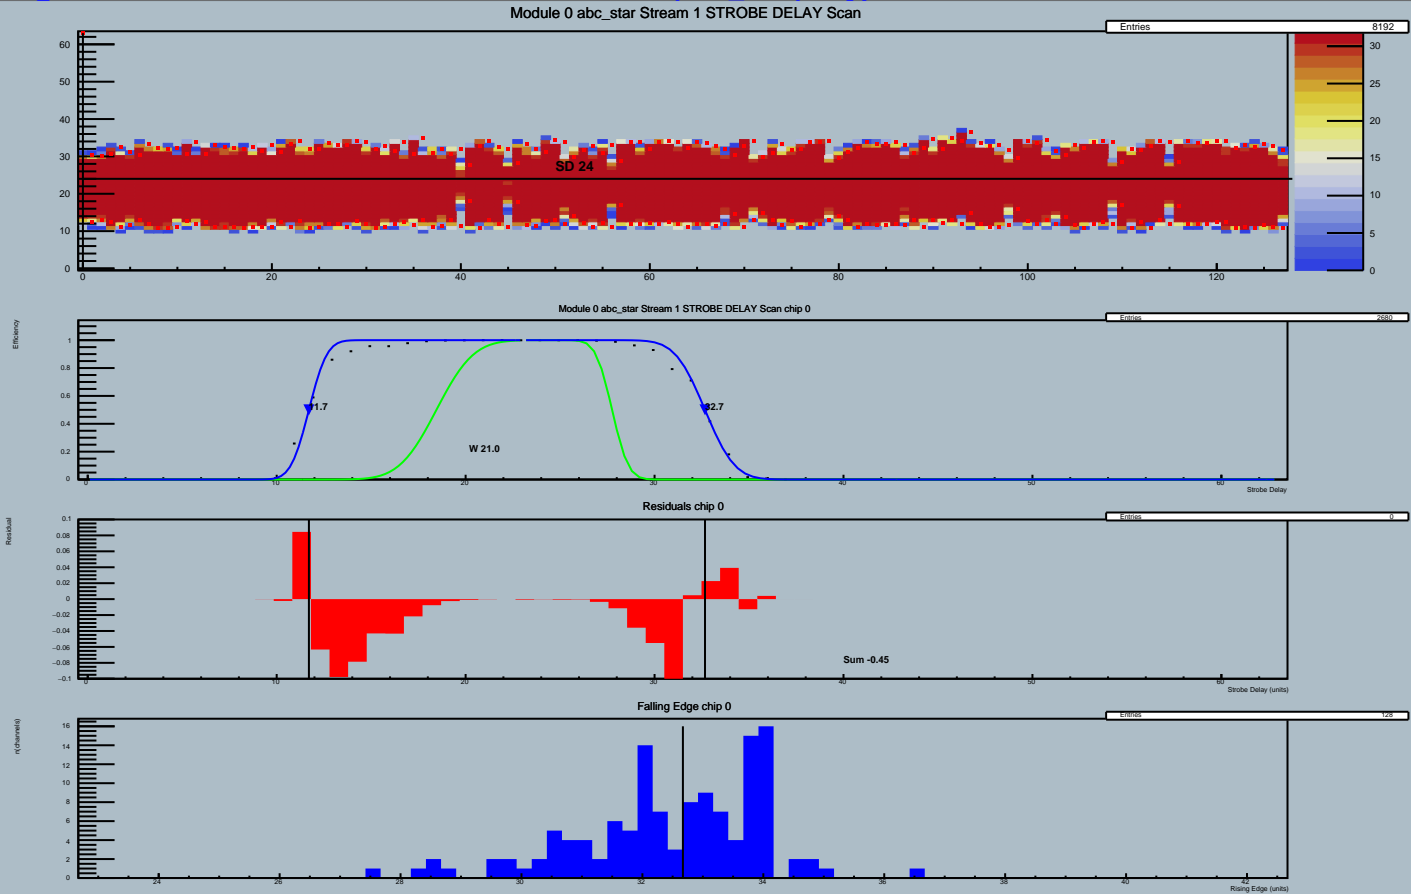 Module 0 abc_star Stream 1 STROBE DELAY Scan
Entries 8192
60
50
40
30
20
10
0
SD 24
0 20 40 60 80 100 120
30
25
20
15
10
5
0
Module 0 abc_star Stream 1 STROBE DELAY Scan chip 0
Entries 2680
Efficiency
1
0.8
0.6
0.4
0.2
0
32.7
W 21.0
0 10 20 30 40 50 60
Strobe Delay
Residuals chip 0
Entries 0
Residual
0.1
0.08
0.06
0.04
0.02
0
−0.02
−0.04
−0.06
−0.08
−0.1
Sum -0.45
0 10 20 30 40 50 60
Strobe Delay (units)
Falling Edge chip 0
Entries 128
n(channels)
16
14
12
10
8
6
4
2
0
24 26 28 30 32 34 36 38 40 42
Rising Edge (units)